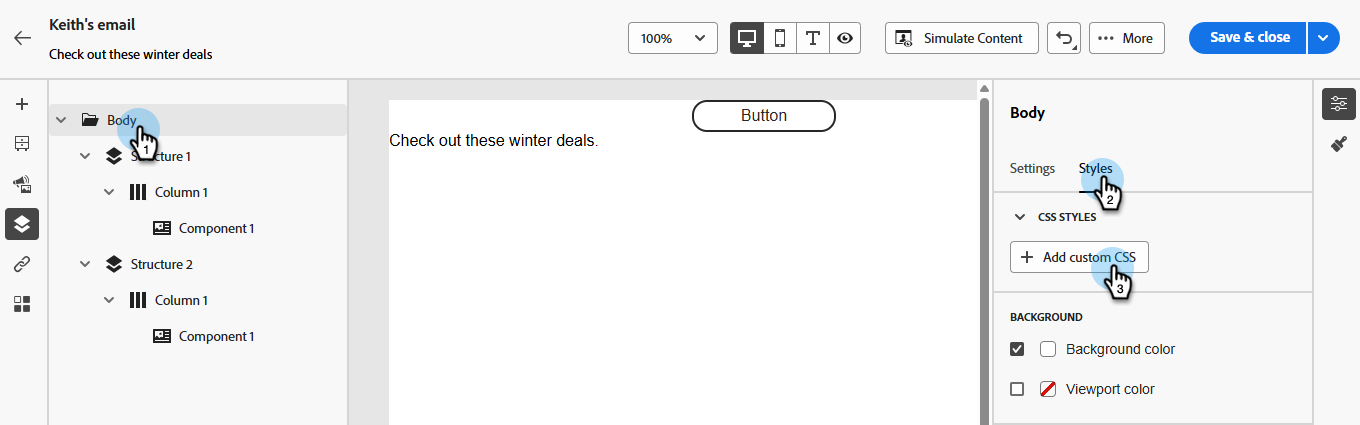 Keith's email
Check out these winter deals
100%
T
Simulate Content
More
Save & close
Body
1
Structure 1
Column 1
Component 1
Structure 2
Column 1
Component 1
Button
Check out these winter deals.
Body
Settings Styles
2
CSS STYLES
Add custom CSS
3
BACKGROUND
Background color
Viewport color